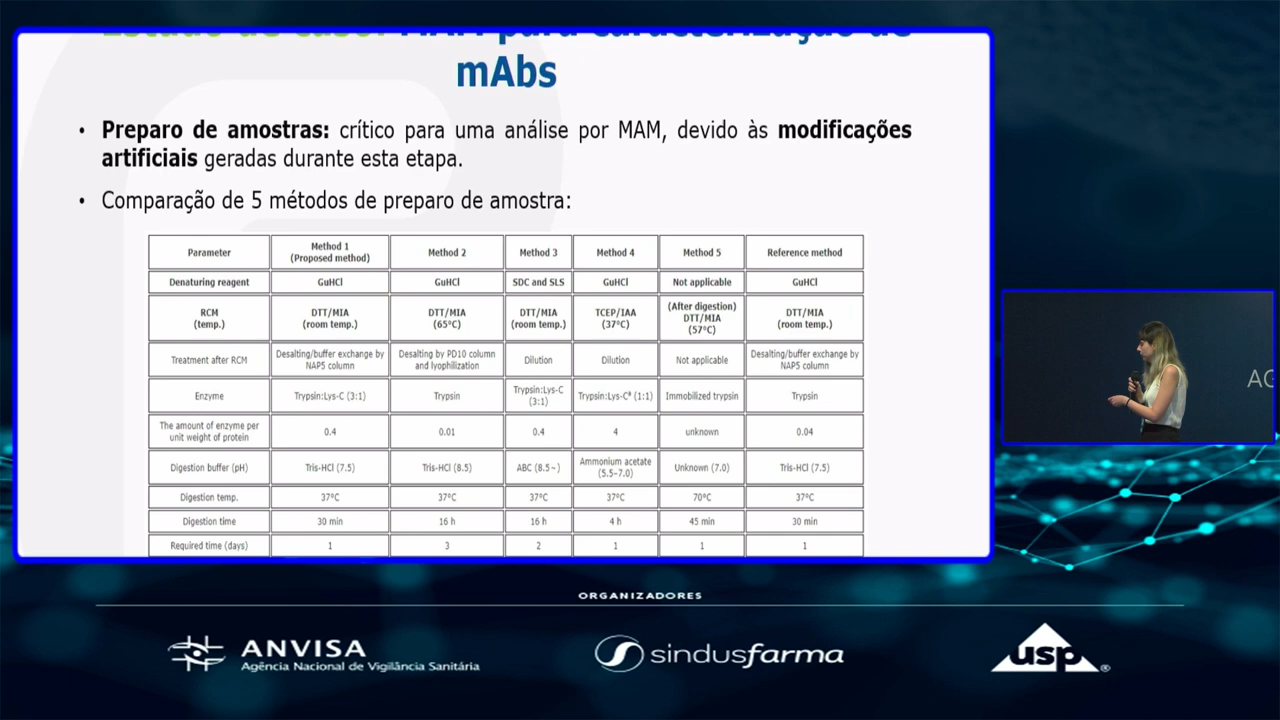 Estudo de caso: MAM para caracterização de
mAbs
• Preparo de amostras: crítico para uma análise por MAM, devido às modificações
artificiais geradas durante esta etapa.
• Comparação de 5 métodos de preparo de amostra:
Parameter Method 1 (Proposed method) Method 2 Method 3 Method 4 Method 5 Reference method
Denaturing reagent GuHCl GuHCl SDC and SLS GuHCl Not applicable GuHCl
RCM (temp.) DTT/MIA (room temp.) DTT/MIA (65°C) DTT/MIA (room temp.) TCEP/IAA (37°C) (After digestion) DTT/MIA (57°C) DTT/MIA (room temp.)
Treatment after RCM Desalting/buffer exchange by NAP5 column Desalting by PD10 column and lyophilization Dilution Dilution Not applicable Desalting/buffer exchange by NAP5 column
Enzyme Trypsin:Lys-C (3:1) Trypsin Trypsin:Lys-C (3:1) Trypsin:Lys-C* (1:1) Immobilized trypsin Trypsin
The amount of enzyme per unit weight of protein 0.4 0.01 0.4 4 unknown 0.04
Digestion buffer (pH) Tris-HCl (7.5) Tris-HCl (8.5) ABC (8.5~) Ammonium acetate (5.5–7.0) Unknown (7.0) Tris-HCl (7.5)
Digestion temp. 37°C 37°C 37°C 37°C 70°C 37°C
Digestion time 30 min 16 h 16 h 4 h 45 min 30 min
Required time (days) 1 3 2 1 1 1
AG
ORGANIZADORES
ANVISA
Agência Nacional de Vigilância Sanitária
sindusfarma
usp®